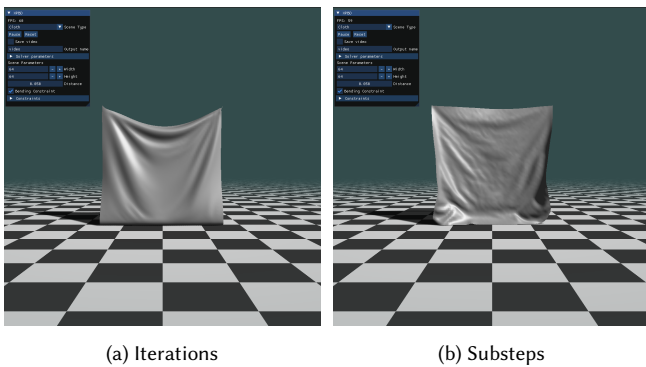 FPS: 60
Cloth Scene Type
Pause Reset
Save video
video Output name
Solver parameters
Scene Parameters
64 - + Width
64 - + Height
0.050 Distance
Bending Constraint
Constraints
(a) Iterations
FPS: 59
Cloth Scene Type
Pause Reset
Save video
video Output name
Solver parameters
Scene Parameters
64 - + Width
64 - + Height
0.050 Distance
Bending Constraint
Constraints
(b) Substeps